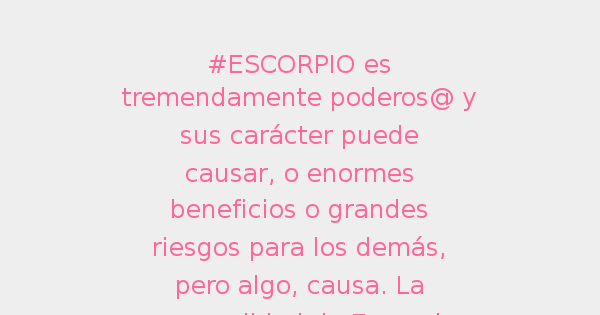 #ESCORPIO es
tremendamente poderos@ y
sus carácter puede
causar, o enormes
beneficios o grandes
riesgos para los demás,
pero algo, causa. La